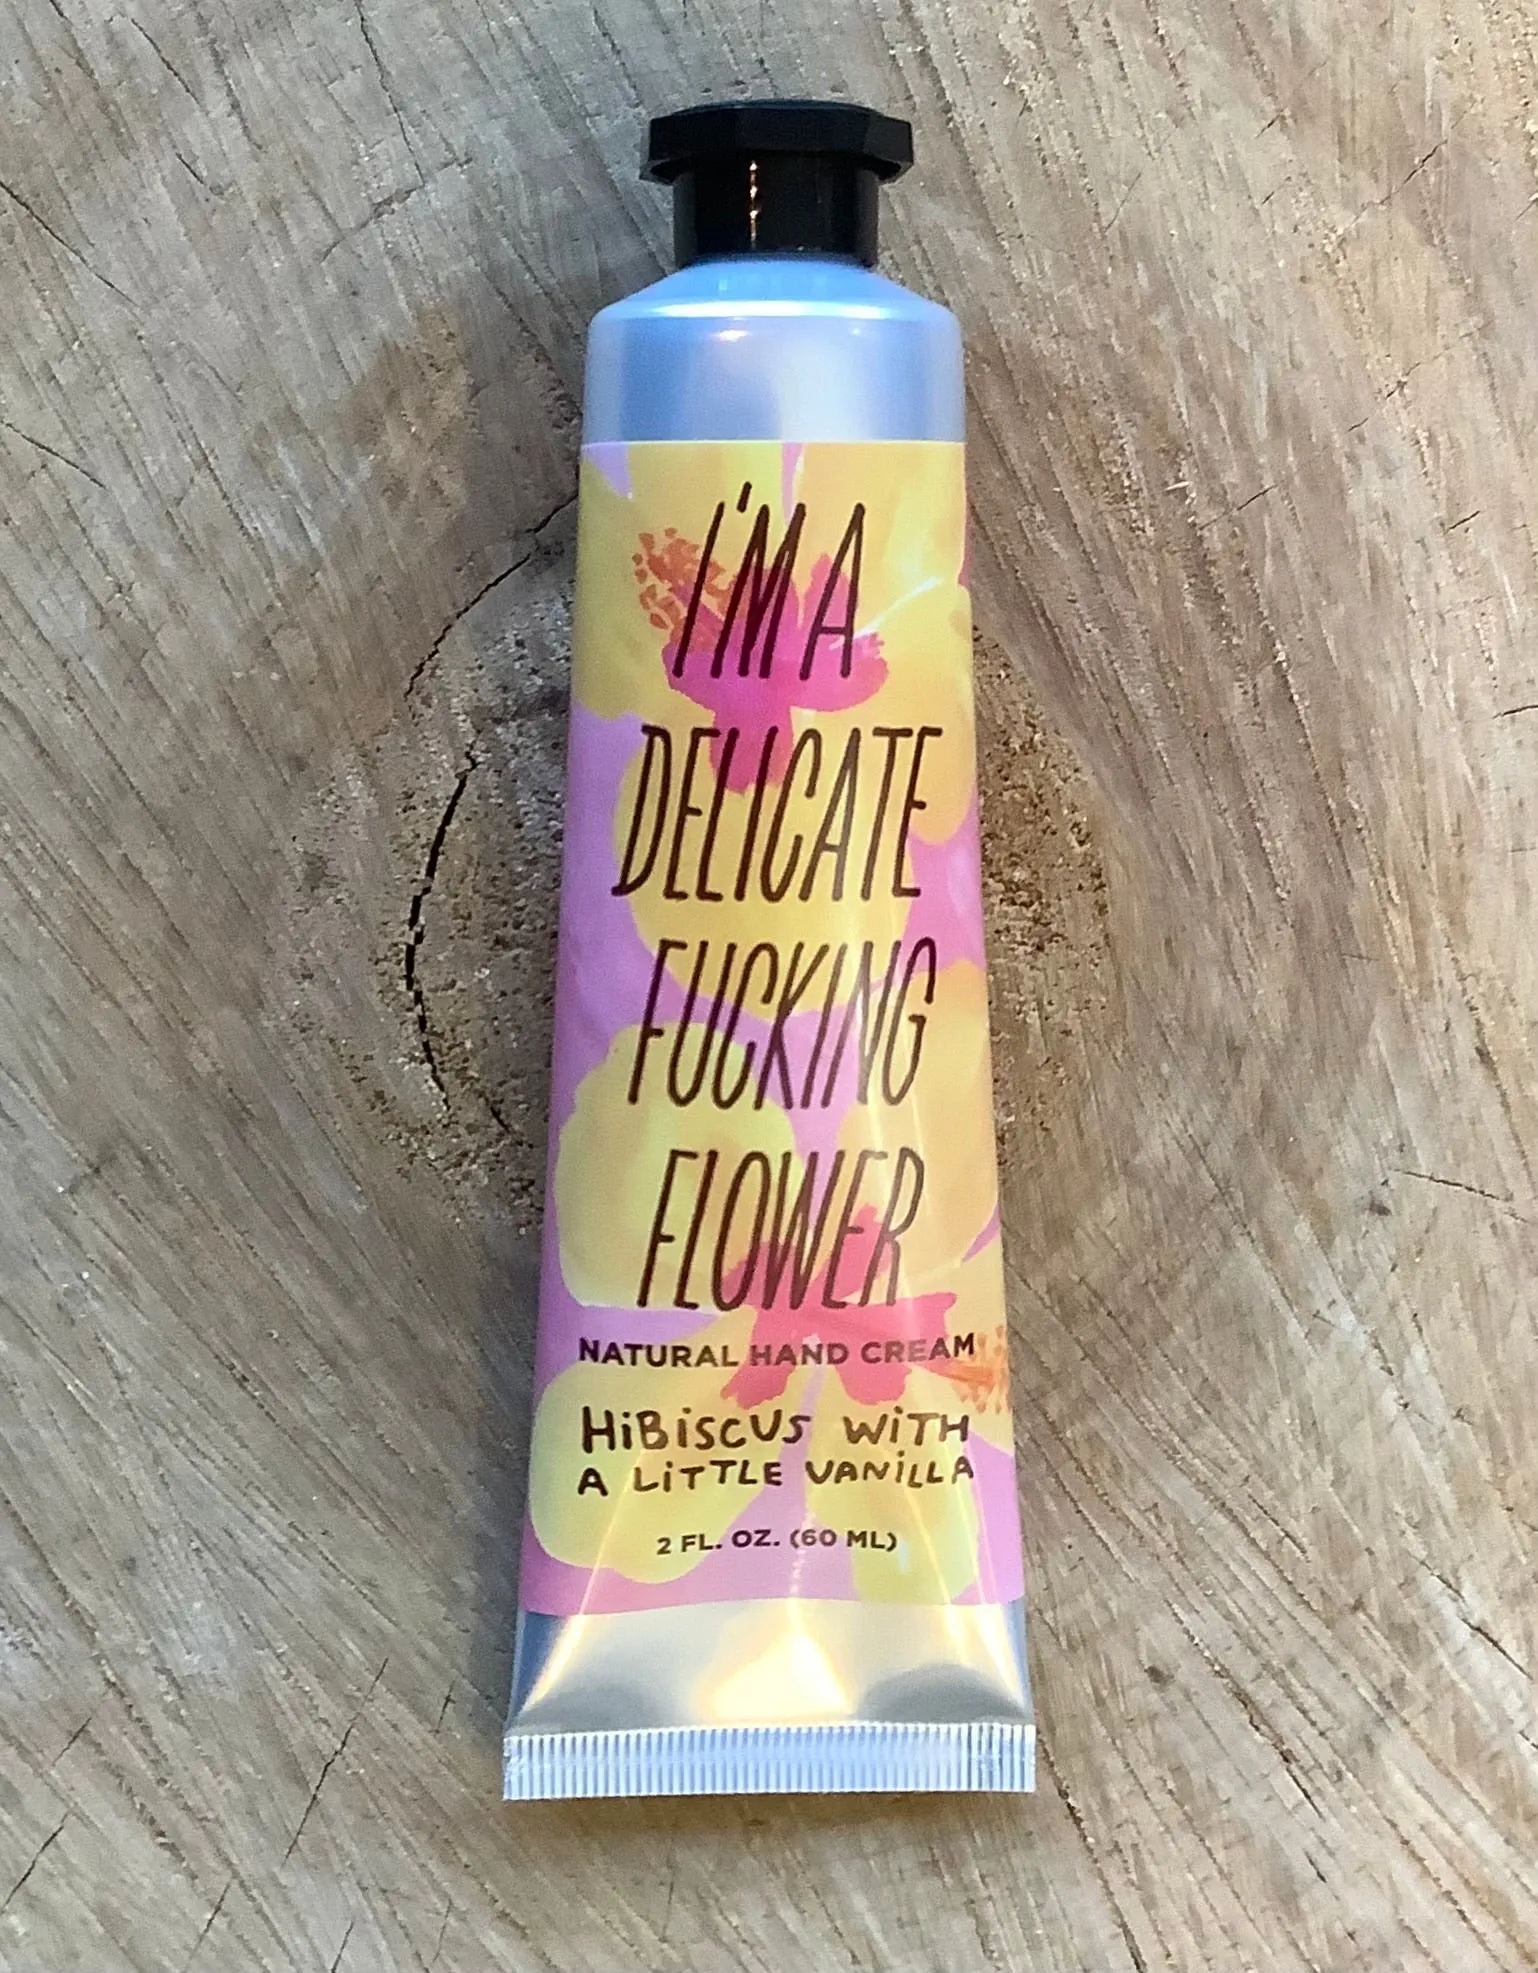 I'M A
DELICATE
FUCKING
FLOWER
NATURAL HAND CREAM
HiBiSCUS WiTH
A LiTTLE VANiLLA
2 FL. OZ. (60 ML)